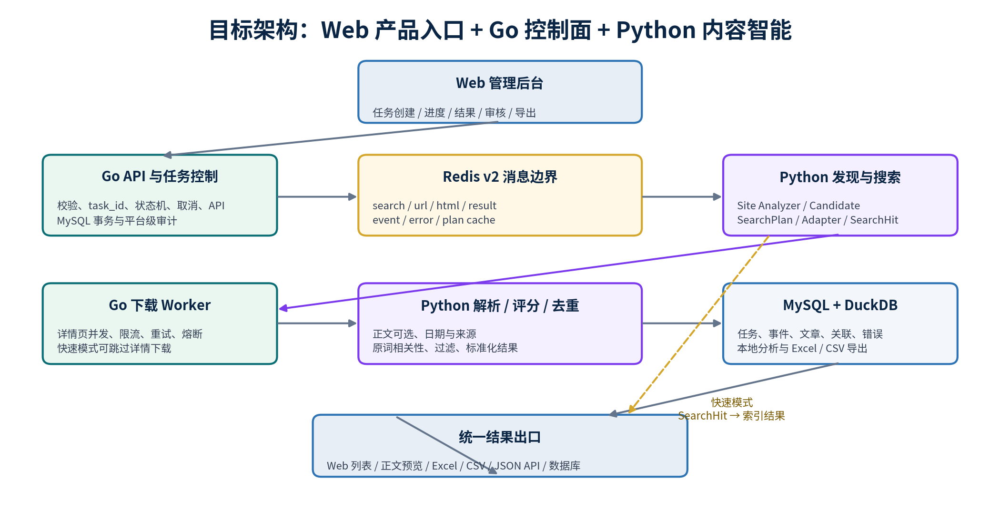 目标架构：Web 产品入口 + Go 控制面 + Python 内容智能
Web 管理后台
任务创建 / 进度 / 结果 / 审核 / 导出
Go API 与任务控制
校验、task_id、状态机、取消、API
MySQL 事务与平台级审计
Redis v2 消息边界
search / url / html / result
event / error / plan cache
Python 发现与搜索
Site Analyzer / Candidate
SearchPlan / Adapter / SearchHit
Go 下载 Worker
详情页并发、限流、重试、熔断
快速模式可跳过详情下载
Python 解析 / 评分 / 去重
正文可选、日期与来源
原词相关性、过滤、标准化结果
MySQL + DuckDB
任务、事件、文章、关联、错误
本地分析与 Excel / CSV 导出
快速模式
SearchHit → 索引结果
统一结果出口
Web 列表 / 正文预览 / Excel / CSV / JSON API / 数据库